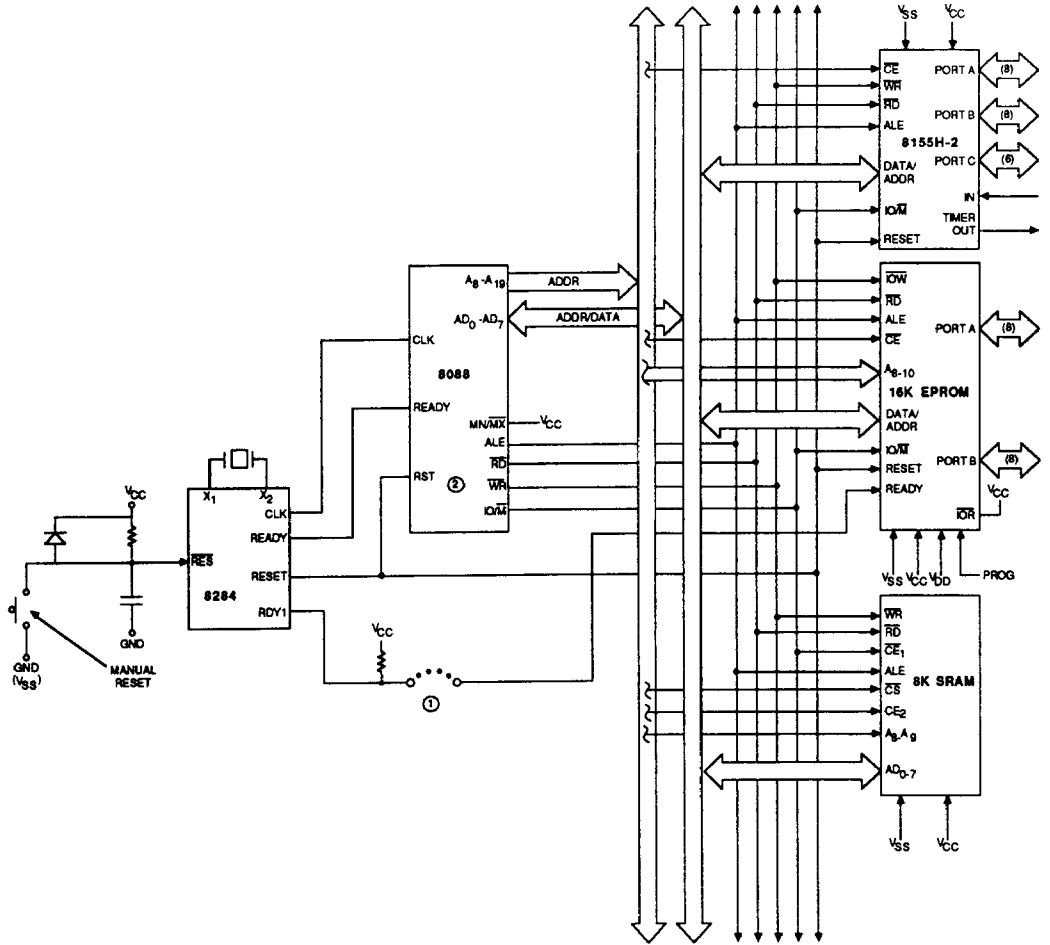 VSS
VCC
CE
WR
RD
ALE
8155H-2
DATA/
ADDR
IO/M
RESET
PORT A
(8)
PORT B
(8)
PORT C
(6)
IN
TIMER
OUT
A8-A19
ADDR
AD0-AD7
ADDR/DATA
CLK
8088
READY
MN/MX
VCC
ALE
RST
RD
2
WR
IO/M
IOW
RD
ALE
CE
A8-10
16K EPROM
DATA/
ADDR
IO/M
RESET
READY
PORT A
(8)
PORT B
(8)
VCC
IOR
VSS
VCC
VDD
PROG
X1
X2
VCC
CLK
READY
RES
RESET
8284
RDY1
GND
GND
(VSS)
MANUAL
RESET
VCC
1
WR
RD
CE1
ALE
8K SRAM
CS
CE2
A8-A9
AD0-7
VSS
VCC